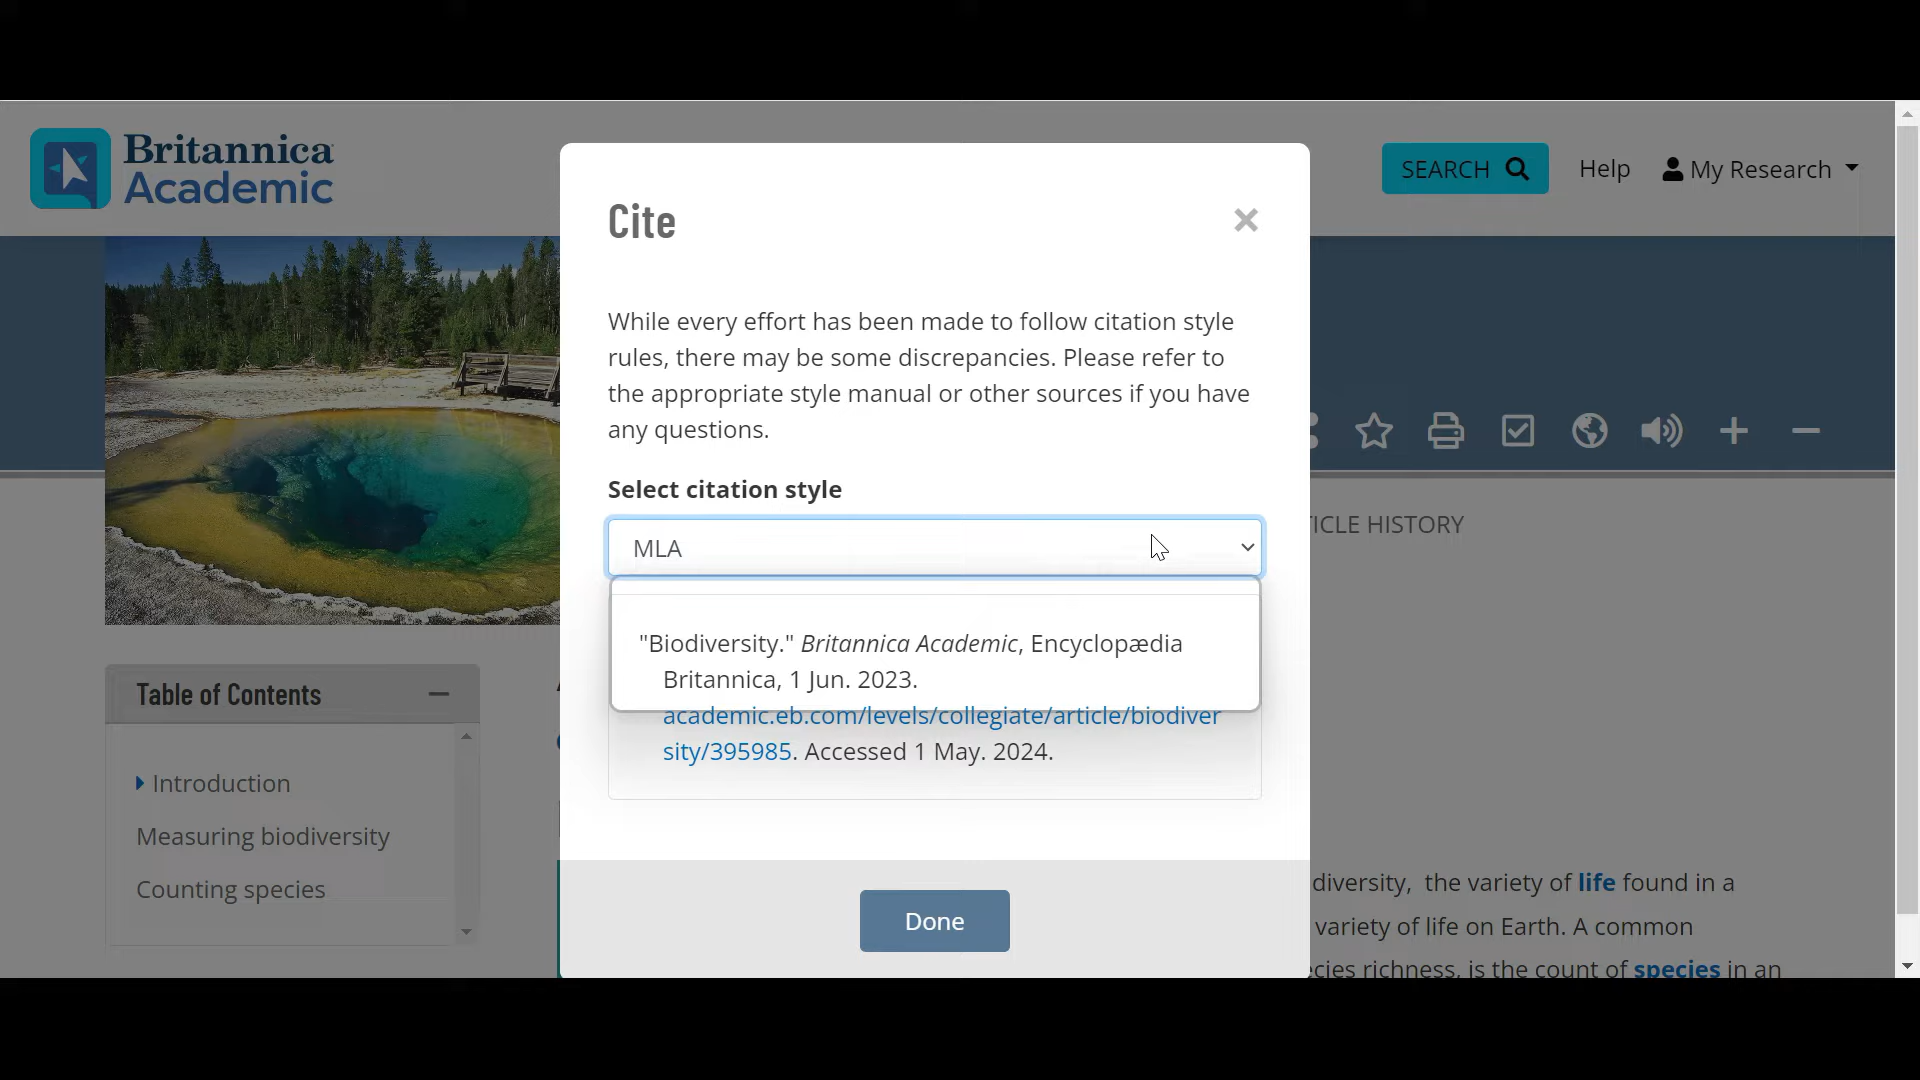 Britannica
Academic
SEARCH
Help
My Research
Cite
While every effort has been made to follow citation style
rules, there may be some discrepancies. Please refer to
the appropriate style manual or other sources if you have
any questions.
Select citation style
MLA
"Biodiversity." Britannica Academic, Encyclopædia
Britannica, 1 Jun. 2023.
academic.eb.com/levels/collegiate/article/biodiver
sity/395985. Accessed 1 May. 2024.
Done
HISTORY
Table of Contents
Introduction
Measuring biodiversity
Counting species
the variety of life found in a
variety of life on Earth. A common
richness, is the count of species in an